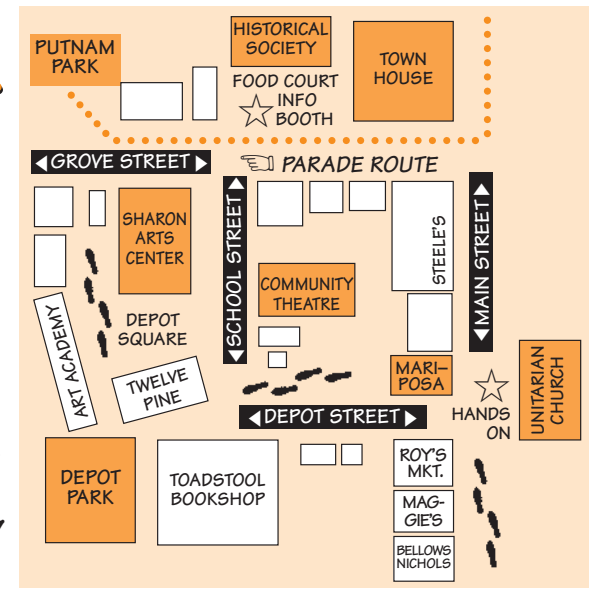 HISTORICAL
SOCIETY
PUTNAM
PARK
TOWN
HOUSE
FOOD COURT
INFO
BOOTH
GROVE STREET
PARADE ROUTE
SCHOOL STREET
MAIN STREET
SHARON
ARTS
CENTER
STEELE'S
COMMUNITY
THEATRE
DEPOT
SQUARE
ART ACADEMY
TWELVE
PINE
MARI–
POSA
UNITARIAN
CHURCH
DEPOT STREET
HANDS
ON
DEPOT
PARK
TOADSTOOL
BOOKSHOP
ROY'S
MKT.
MAG-
GIE'S
BELLOWS
NICHOLS